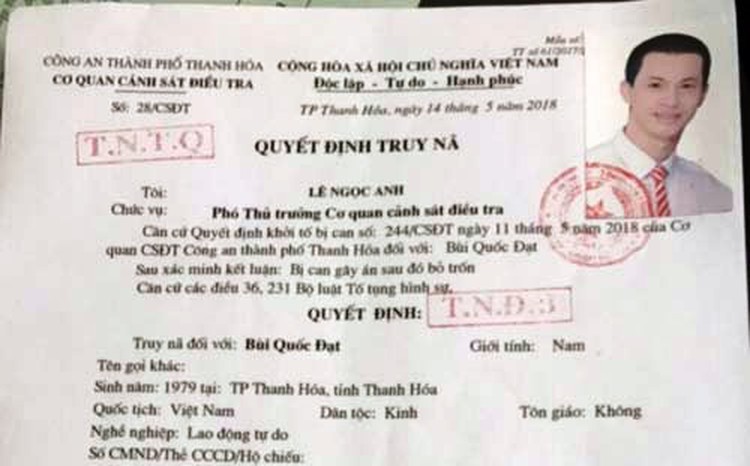 Mẫu số
TT số 61/2017/
CÔNG AN THÀNH PHỐ THANH HÓA
CƠ QUAN CẢNH SÁT ĐIỀU TRA
CỘNG HÒA XÃ HỘI CHỦ NGHĨA VIỆT NAM
Độc lập - Tự do - Hạnh phúc
Số: 28/CSĐT
TP Thanh Hóa, ngày 14 tháng 5 năm 2018
T.N.T.Q
QUYẾT ĐỊNH TRUY NÃ
Tôi: LÊ NGỌC ANH
Chức vụ: Phó Thủ trưởng Cơ quan cảnh sát điều tra
Căn cứ Quyết định khởi tố bị can số: 244/CSĐT ngày 11 tháng 5 năm 2018 của Cơ
quan CSĐT Công an thành phố Thanh Hóa đối với: Bùi Quốc Đạt
Sau xác minh kết luận: Bị can gây án sau đó bỏ trốn
Căn cứ các điều 36, 231 Bộ luật Tố tụng hình sự,
QUYẾT ĐỊNH: T.N.Đ.3
Truy nã đối với: Bùi Quốc Đạt Giới tính: Nam
Tên gọi khác:
Sinh năm: 1979 tại: TP Thanh Hóa, tỉnh Thanh Hóa
Quốc tịch: Việt Nam Dân tộc: Kinh Tôn giáo: Không
Nghề nghiệp: Lao động tự do
Số CMND/Thẻ CCCD/Hộ chiếu: